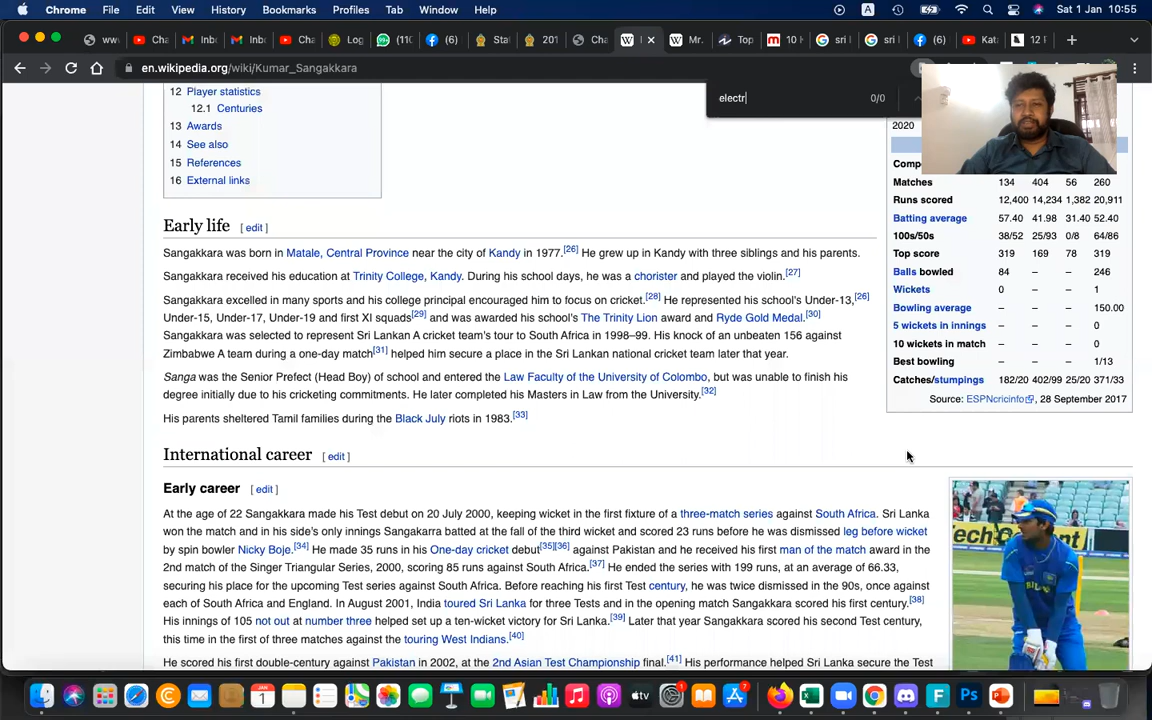 Chrome File Edit View History Bookmarks Profiles Tab Window Help A Sat 1 Jan 10:55
wwv Cha Inbo Inbo Cha Log (110 (6) Stat 201 Cha Mr. Top 10 H sri l sri l (6) Kat 12 F
en.wikipedia.org/wiki/Kumar_Sangakkara
electr 0/0
12 Player statistics
12.1 Centuries
13 Awards
14 See also
15 References
16 External links
2020
Comp
Matches 134 404 56 260
Runs scored 12,400 14,234 1,382 20,911
Batting average 57.40 41.98 31.40 52.40
100s/50s 38/52 25/93 0/8 64/86
Top score 319 169 78 319
Balls bowled 84 – – 246
Wickets 0 – – 1
Bowling average – – – 150.00
5 wickets in innings – – – 0
10 wickets in match – – – 0
Best bowling – – – 1/13
Catches/stumpings 182/20 402/99 25/20 371/33
Source: ESPNcricinfo, 28 September 2017
Early life [ edit ]
Sangakkara was born in Matale, Central Province near the city of Kandy in 1977.[26] He grew up in Kandy with three siblings and his parents.
Sangakkara received his education at Trinity College, Kandy. During his school days, he was a chorister and played the violin.[27]
Sangakkara excelled in many sports and his college principal encouraged him to focus on cricket.[28] He represented his school's Under-13,[26]
Under-15, Under-17, Under-19 and first XI squads[29] and was awarded his school's The Trinity Lion award and Ryde Gold Medal.[30]
Sangakkara was selected to represent Sri Lankan A cricket team's tour to South Africa in 1998–99. His knock of an unbeaten 156 against
Zimbabwe A team during a one-day match[31] helped him secure a place in the Sri Lankan national cricket team later that year.
Sanga was the Senior Prefect (Head Boy) of school and entered the Law Faculty of the University of Colombo, but was unable to finish his
degree initially due to his cricketing commitments. He later completed his Masters in Law from the University.[32]
His parents sheltered Tamil families during the Black July riots in 1983.[33]
International career [ edit ]
Early career [ edit ]
At the age of 22 Sangakkara made his Test debut on 20 July 2000, keeping wicket in the first fixture of a three-match series against South Africa. Sri Lanka
won the match and in his side's only innings Sangakarra batted at the fall of the third wicket and scored 23 runs before he was dismissed leg before wicket
by spin bowler Nicky Boje.[34] He made 35 runs in his One-day cricket debut[35][36] against Pakistan and he received his first man of the match award in the
2nd match of the Singer Triangular Series, 2000, scoring 85 runs against South Africa.[37] He ended the series with 199 runs, at an average of 66.33,
securing his place for the upcoming Test series against South Africa. Before reaching his first Test century, he was twice dismissed in the 90s, once against
each of South Africa and England. In August 2001, India toured Sri Lanka for three Tests and in the opening match Sangakkara scored his first century.[38]
His innings of 105 not out at number three helped set up a ten-wicket victory for Sri Lanka.[39] Later that year Sangakkara scored his second Test century,
this time in the first of three matches against the touring West Indians.[40]
He scored his first double-century against Pakistan in 2002, at the 2nd Asian Test Championship final.[41] His performance helped Sri Lanka secure the Test